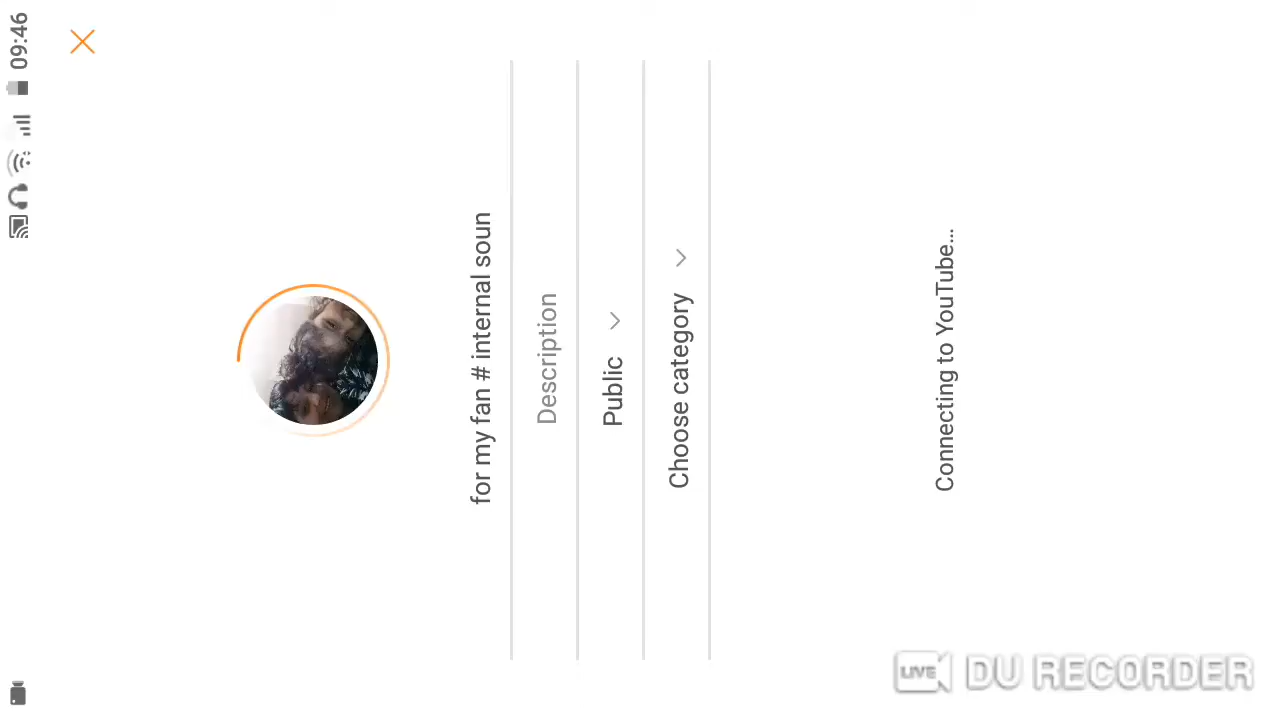 09:46
for my fan # internal soun
Description
Public
Choose category
Connecting to YouTube...
LIVE DU RECORDER